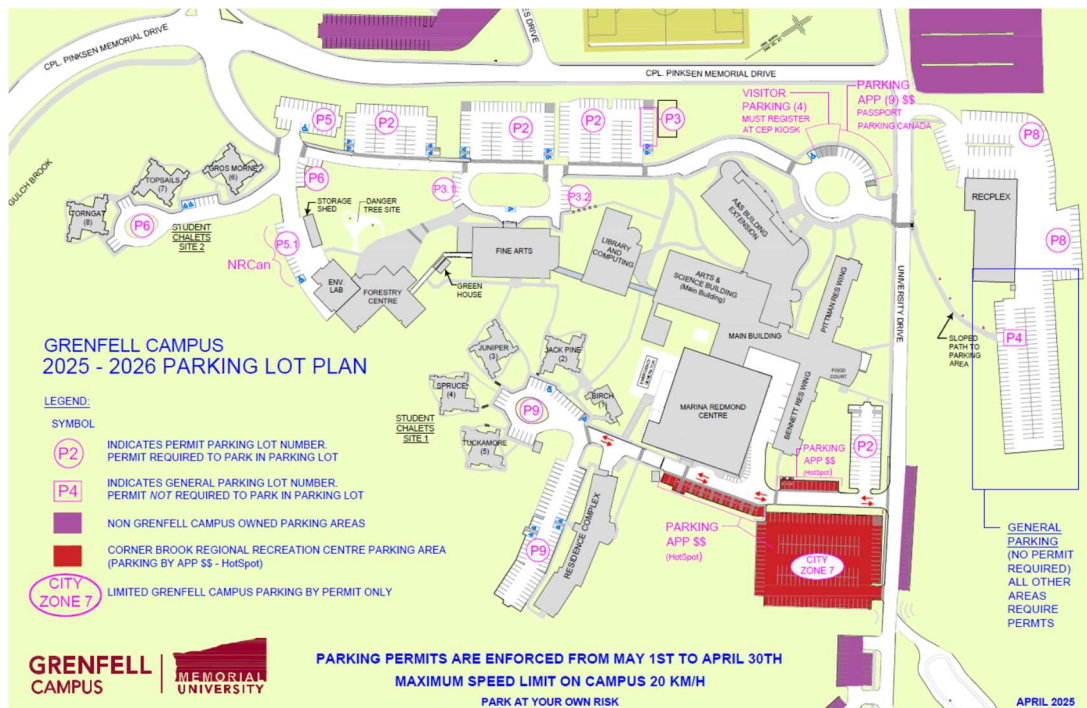 CPL. PINKSEN MEMORIAL DRIVE
ES DRIVE
CPL. PINKSEN MEMORIAL DRIVE
VISITOR
PARKING (4)
MUST REGISTER
AT CEP KIOSK
PARKING
APP (9) $$
PASSPORT
PARKING CANADA
P5
P2
P2
P2
P3
P8
GULCH BROOK
GROS MORNE
(6)
TOPSAILS
(7)
TORNGAT
(8)
P6
P6
STUDENT
CHALETS
SITE 2
STORAGE
SHED
DANGER
TREE SITE
P3.1
P3.2
P5.1
NRCan
ENV.
LAB
FORESTRY
CENTRE
GREEN
HOUSE
FINE ARTS
LIBRARY
AND
COMPUTING
A&S BUILDING
EXTENSION
ARTS &
SCIENCE BUILDING
(Main Building)
MAIN BUILDING
PITTMAN RES WING
RECPLEX
P8
UNIVERSITY DRIVE
P4
SLOPED
PATH TO
PARKING
AREA
FOOD
COURT
BENNETT RES WING
MARINA REDMOND
CENTRE
JUNIPER
(3)
JACK PINE
(2)
SPRUCE
(4)
BIRCH
(1)
TUCKAMORE
(5)
STUDENT
CHALETS
SITE 1
P9
P9
RESIDENCE COMPLEX
P2
PARKING
APP $$
(HotSpot)
PARKING
APP $$
(HotSpot)
CITY
ZONE 7
GENERAL
PARKING
(NO PERMIT
REQUIRED)
ALL OTHER
AREAS
REQUIRE
PERMTS
GRENFELL CAMPUS
2025 - 2026 PARKING LOT PLAN
LEGEND:
SYMBOL
P2
INDICATES PERMIT PARKING LOT NUMBER.
PERMIT REQUIRED TO PARK IN PARKING LOT
P4
INDICATES GENERAL PARKING LOT NUMBER.
PERMIT NOT REQUIRED TO PARK IN PARKING LOT
NON GRENFELL CAMPUS OWNED PARKING AREAS
CORNER BROOK REGIONAL RECREATION CENTRE PARKING AREA
(PARKING BY APP $$ - HotSpot)
CITY
ZONE 7
LIMITED GRENFELL CAMPUS PARKING BY PERMIT ONLY
GRENFELL
CAMPUS
MEMORIAL
UNIVERSITY
PARKING PERMITS ARE ENFORCED FROM MAY 1ST TO APRIL 30TH
MAXIMUM SPEED LIMIT ON CAMPUS 20 KM/H
PARK AT YOUR OWN RISK
APRIL 2025